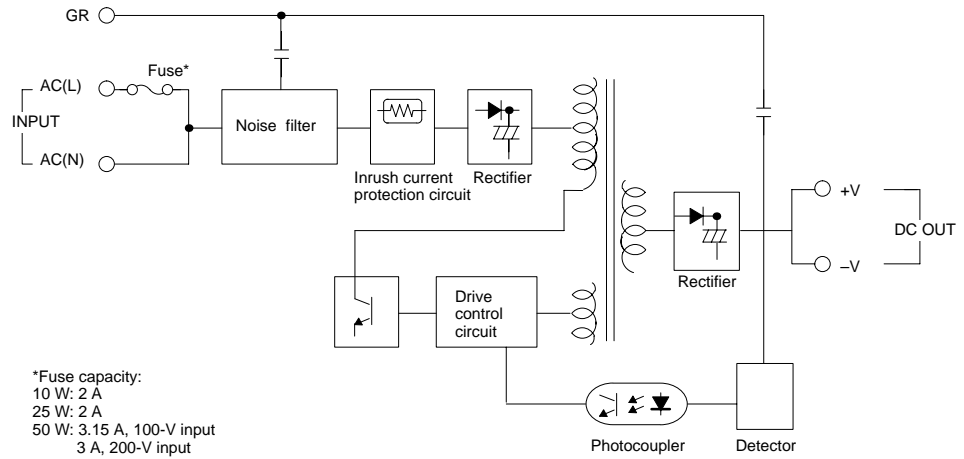 GR
Fuse*
AC(L)
INPUT
AC(N)
Noise filter
Inrush current
protection circuit
Rectifier
+V
DC OUT
–V
Rectifier
Drive
control
circuit
*Fuse capacity:
10 W: 2 A
25 W: 2 A
50 W: 3.15 A, 100-V input
3 A, 200-V input
Photocoupler
Detector